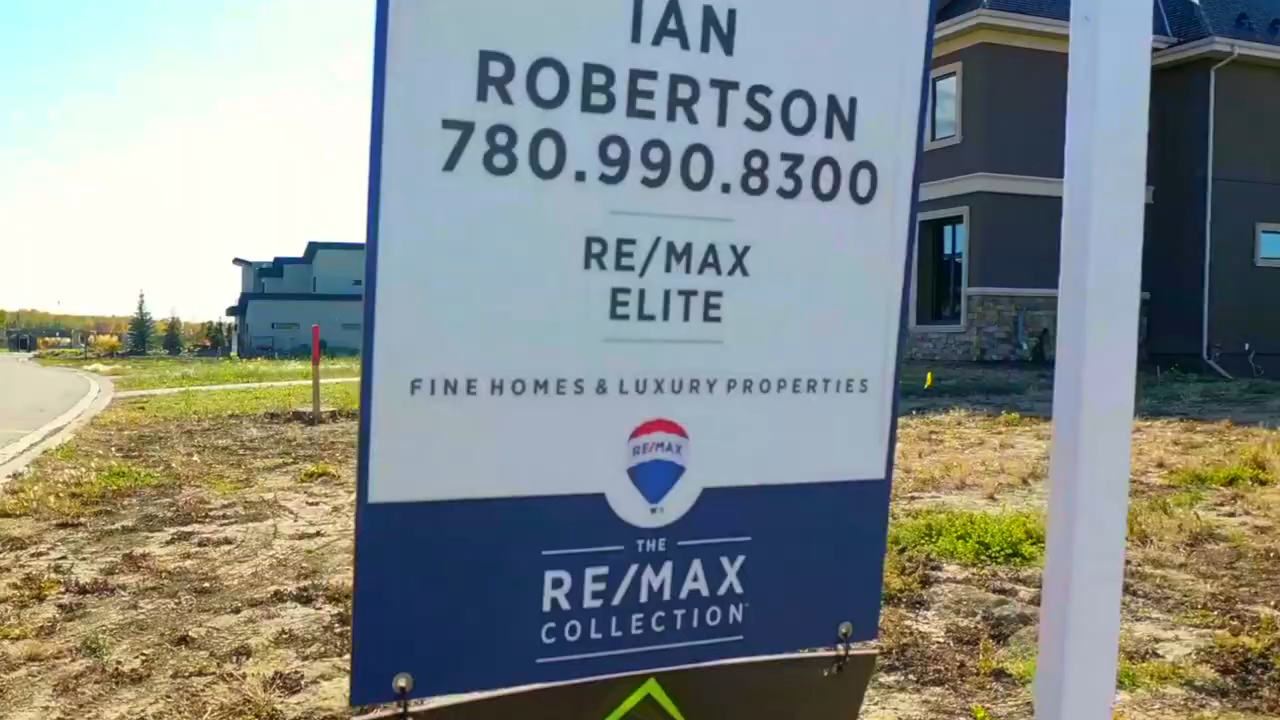 IAN
ROBERTSON
780.990.8300
RE/MAX
ELITE
FINE HOMES & LUXURY PROPERTIES
RE/MAX
THE
RE/MAX
COLLECTION